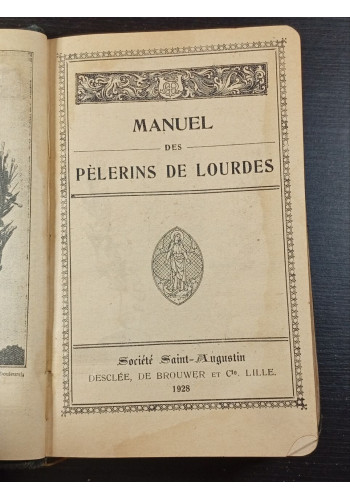 MANUEL
DES
PÈLERINS DE LOURDES
Société Saint-Augustin
DESCLÉE, DE BROUWER ET Cie, LILLE.
1928